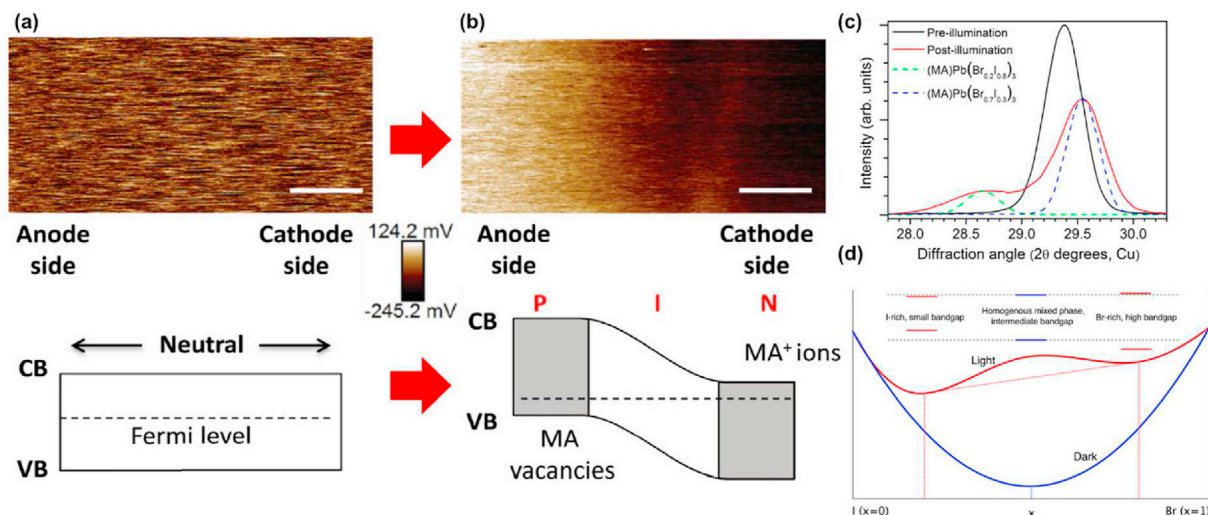 (a)
Anode
side
Cathode
side
124.2 mV
-245.2 mV
Neutral
CB
Fermi level
VB
(b)
Anode
side
Cathode
side
P I N
CB
MA+ ions
VB
MA
vacancies
(c)
Pre-illumination
Post-illumination
(MA)Pb(Br0.2I0.8)3
(MA)Pb(Br0.7I0.3)3
Intensity (arb. units)
28.0 28.5 29.0 29.5 30.0
Diffraction angle (2θ degrees, Cu)
(d)
I-rich, small bandgap
Homogenous mixed phase,
intermediate bandgap
Br-rich, high bandgap
Light
Dark
I (x=0) x Br (x=1)